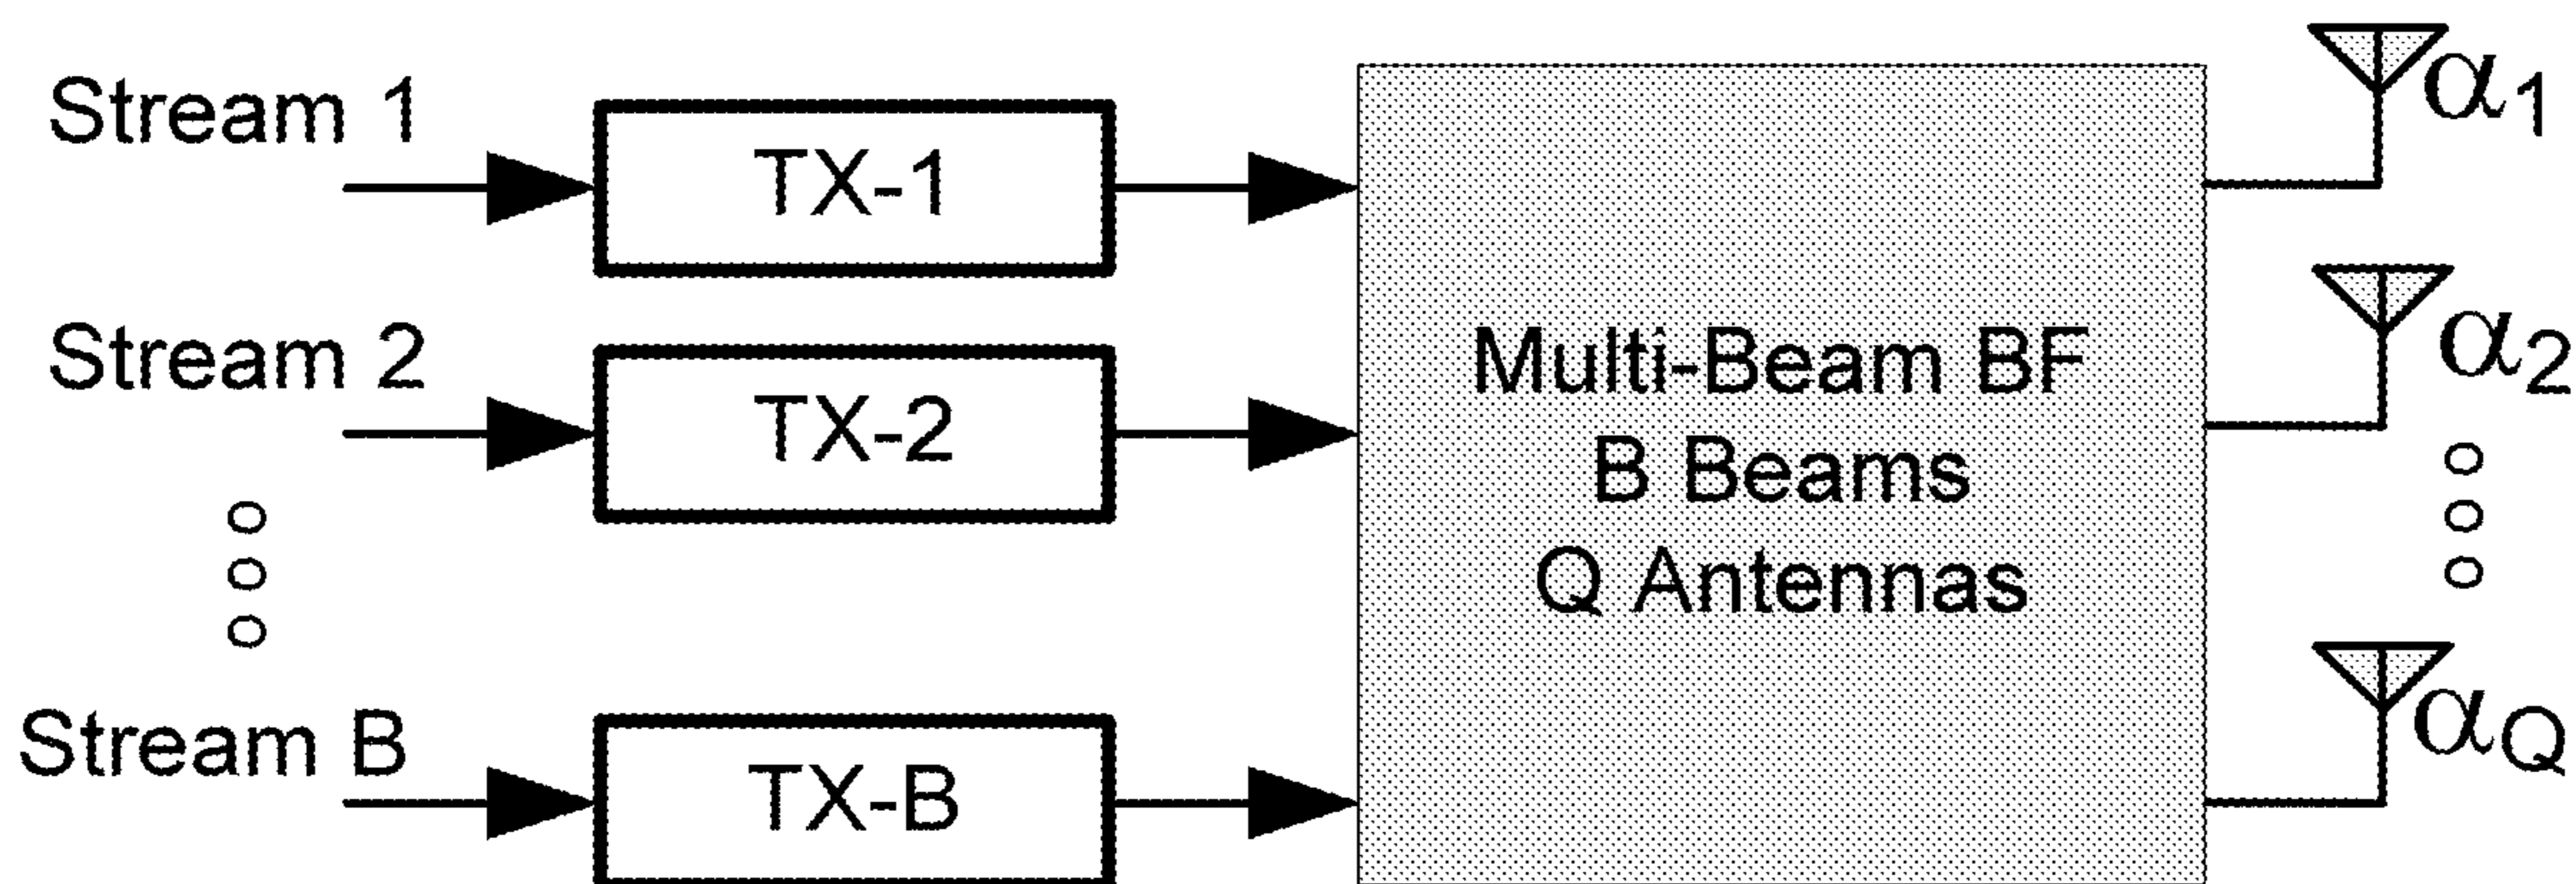 Stream 1
TX-1
α1
Stream 2
TX-2
α2
Multi-Beam BF
B Beams
Q Antennas
Stream B
TX-B
αQ